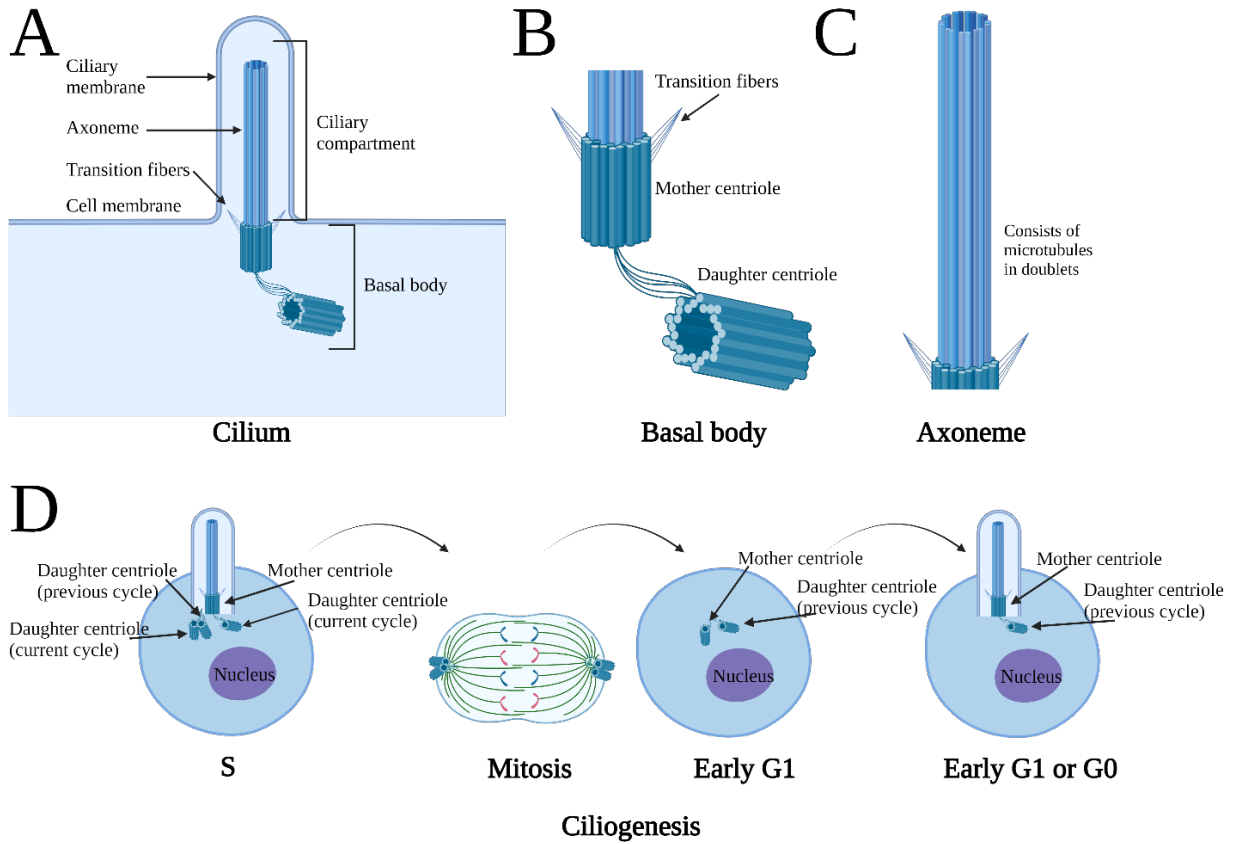 A
Ciliary
membrane
Axoneme
Transition fibers
Cell membrane
Ciliary
compartment
Basal body
Cilium
B
Transition fibers
Mother centriole
Daughter centriole
Basal body
C
Consists of
microtubules
in doublets
Axoneme
D
Daughter centriole
(previous cycle)
Daughter centriole
(current cycle)
Mother centriole
Daughter centriole
(current cycle)
Nucleus
S
Mitosis
Mother centriole
Daughter centriole
(previous cycle)
Nucleus
Early G1
Mother centriole
Daughter centriole
(previous cycle)
Nucleus
Early G1 or G0
Ciliogenesis